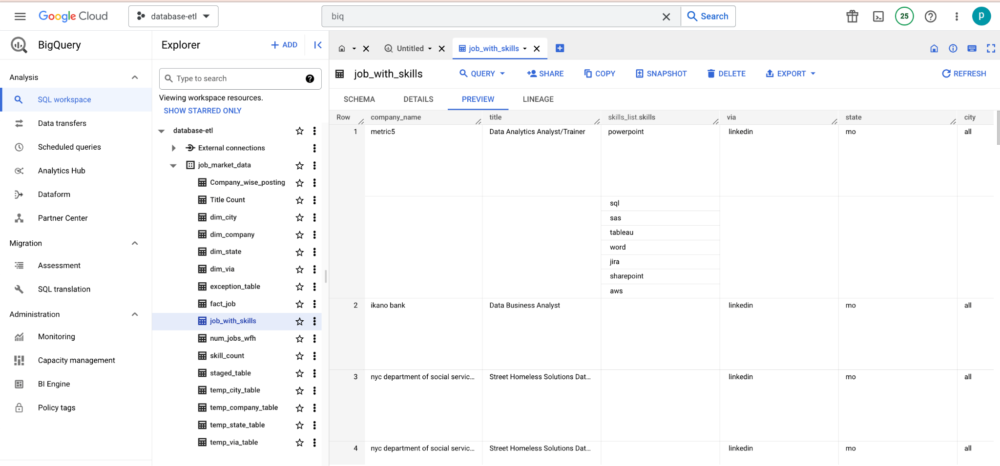 Google Cloud
database-etl
biq
Search
25
p
BigQuery
Analysis
SQL workspace
Data transfers
Scheduled queries
Analytics Hub
Dataform
Partner Center
Migration
Assessment
SQL translation
Administration
Monitoring
Capacity management
BI Engine
Policy tags
Explorer
+ ADD
Type to search
Viewing workspace resources.
SHOW STARRED ONLY
database-etl
External connections
job_market_data
Company_wise_posting
Title Count
dim_city
dim_company
dim_state
dim_via
exception_table
fact_job
job_with_skills
num_jobs_wfh
skill_count
staged_table
temp_city_table
temp_company_table
temp_state_table
temp_via_table
Untitled
job_with_skills
job_with_skills
QUERY
SHARE
COPY
SNAPSHOT
DELETE
EXPORT
REFRESH
SCHEMA DETAILS PREVIEW LINEAGE
Row company_name title skills_list.skills via state city
1 metric5 Data Analytics Analyst/Trainer powerpoint linkedin mo all
sql
sas
tableau
word
jira
sharepoint
aws
2 ikano bank Data Business Analyst linkedin mo all
3 nyc department of social servic... Street Homeless Solutions Dat... linkedin mo all
4 nyc department of social servic... Street Homeless Solutions Dat... linkedin mo all